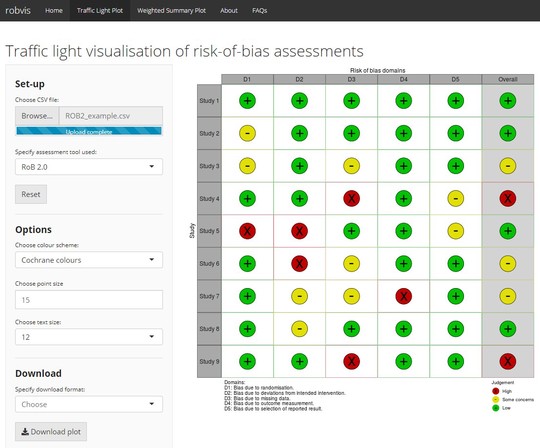 robvis Home Traffic Light Plot Weighted Summary Plot About FAQs
Traffic light visualisation of risk-of-bias assessments
Set-up
Choose CSV file:
Browse... ROB2_example.csv
Upload complete
Specify assessment tool used:
RoB 2.0
Reset
Options
Choose colour scheme:
Cochrane colours
Choose point size
15
Choose text size:
12
Download
Specify download format:
Choose
Download plot
Risk of bias domains
D1 D2 D3 D4 D5 Overall
Study
Study 1 + + + + + +
Study 2 - + + + + +
Study 3 - + - + + -
Study 4 + + X + - X
Study 5 X X + + - +
Study 6 + X - + + -
Study 7 + - - X + -
Study 8 + - + + + +
Study 9 + + X + + X
Domains:
D1: Bias due to randomisation.
D2: Bias due to deviations from intended intervention.
D3: Bias due to missing data.
D4: Bias due to outcome measurement.
D5: Bias due to selection of reported result.
Judgement
X High
- Some concerns
+ Low